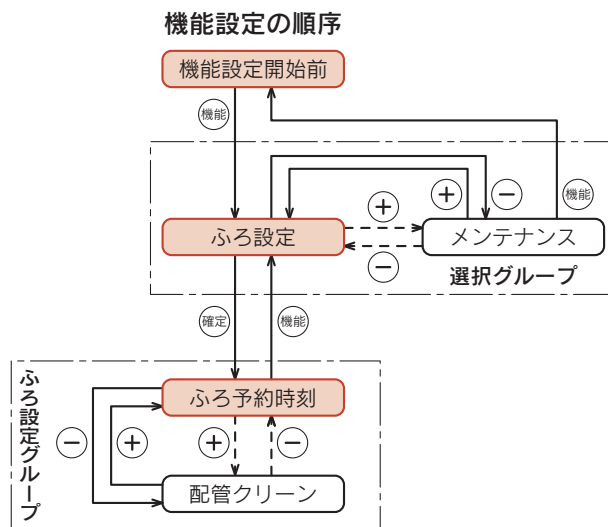 機能設定の順序
機能設定開始前
機能
+ − 機能
ふろ設定
+
−
メンテナンス
選択グループ
確定 機能
ふろ設定グループ
ふろ予約時刻
− + + −
配管クリーン